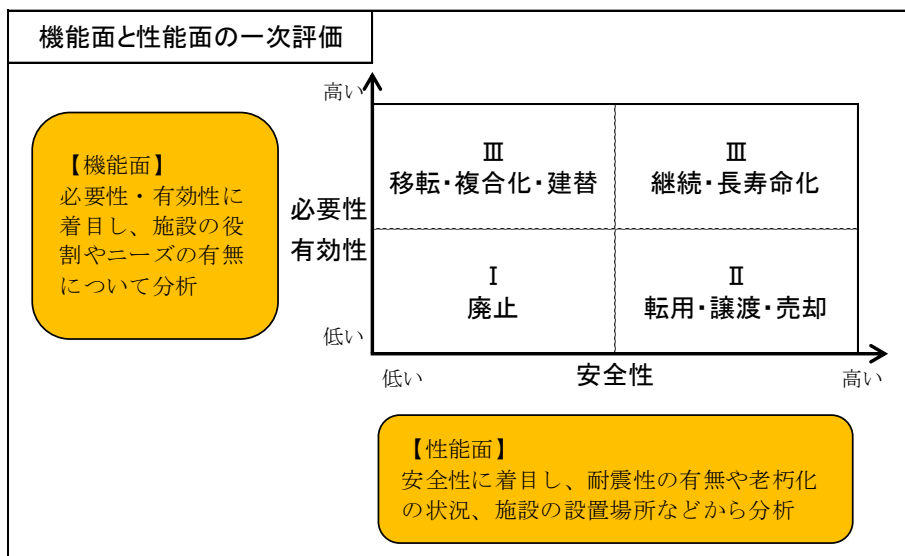 機能面と性能面の一次評価
高い
【機能面】
必要性・有効性に
着目し、施設の役
割やニーズの有無
について分析
必要性
有効性
Ⅲ
移転・複合化・建替
Ⅲ
継続・長寿命化
Ⅰ
廃止
Ⅱ
転用・譲渡・売却
低い
低い
安全性
高い
【性能面】
安全性に着目し、耐震性の有無や老朽化
の状況、施設の設置場所などから分析